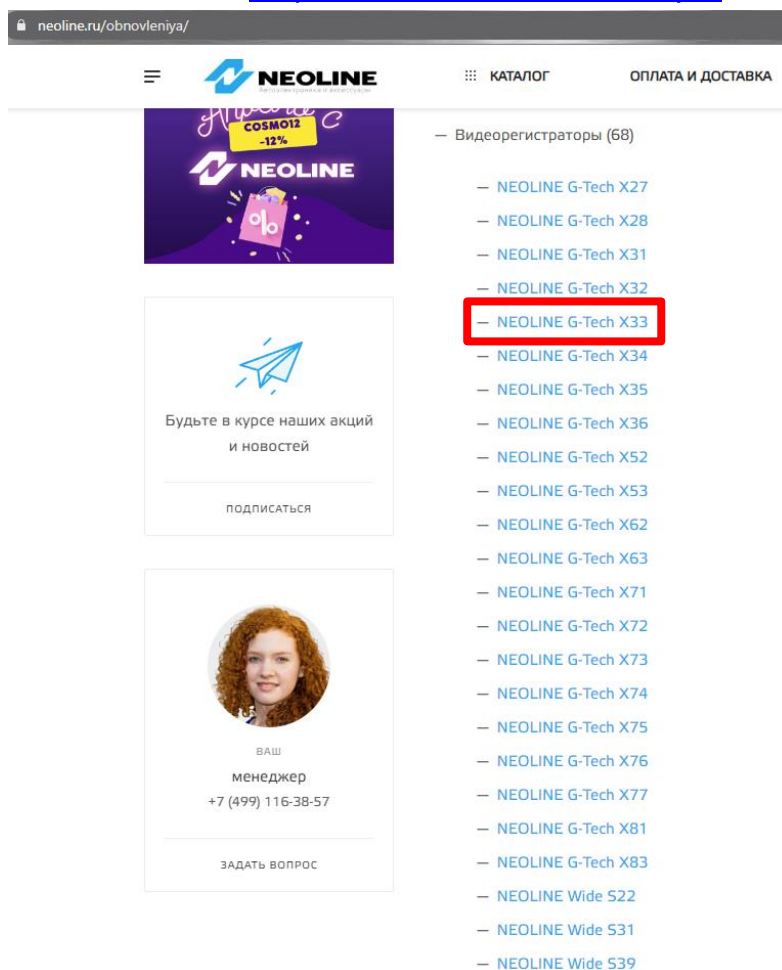 neoline.ru/obnovleniya/
NEOLINE
Автоэлектроника и аксессуары
КАТАЛОГ
ОПЛАТА И ДОСТАВКА
COSMO12
-12%
NEOLINE
%
Будьте в курсе наших акций
и новостей
ПОДПИСАТЬСЯ
ВАШ
менеджер
+7 (499) 116-38-57
ЗАДАТЬ ВОПРОС
— Видеорегистраторы (68)
— NEOLINE G-Tech X27
— NEOLINE G-Tech X28
— NEOLINE G-Tech X31
— NEOLINE G-Tech X32
— NEOLINE G-Tech X33
— NEOLINE G-Tech X34
— NEOLINE G-Tech X35
— NEOLINE G-Tech X36
— NEOLINE G-Tech X52
— NEOLINE G-Tech X53
— NEOLINE G-Tech X62
— NEOLINE G-Tech X63
— NEOLINE G-Tech X71
— NEOLINE G-Tech X72
— NEOLINE G-Tech X73
— NEOLINE G-Tech X74
— NEOLINE G-Tech X75
— NEOLINE G-Tech X76
— NEOLINE G-Tech X77
— NEOLINE G-Tech X81
— NEOLINE G-Tech X83
— NEOLINE Wide S22
— NEOLINE Wide S31
— NEOLINE Wide S39